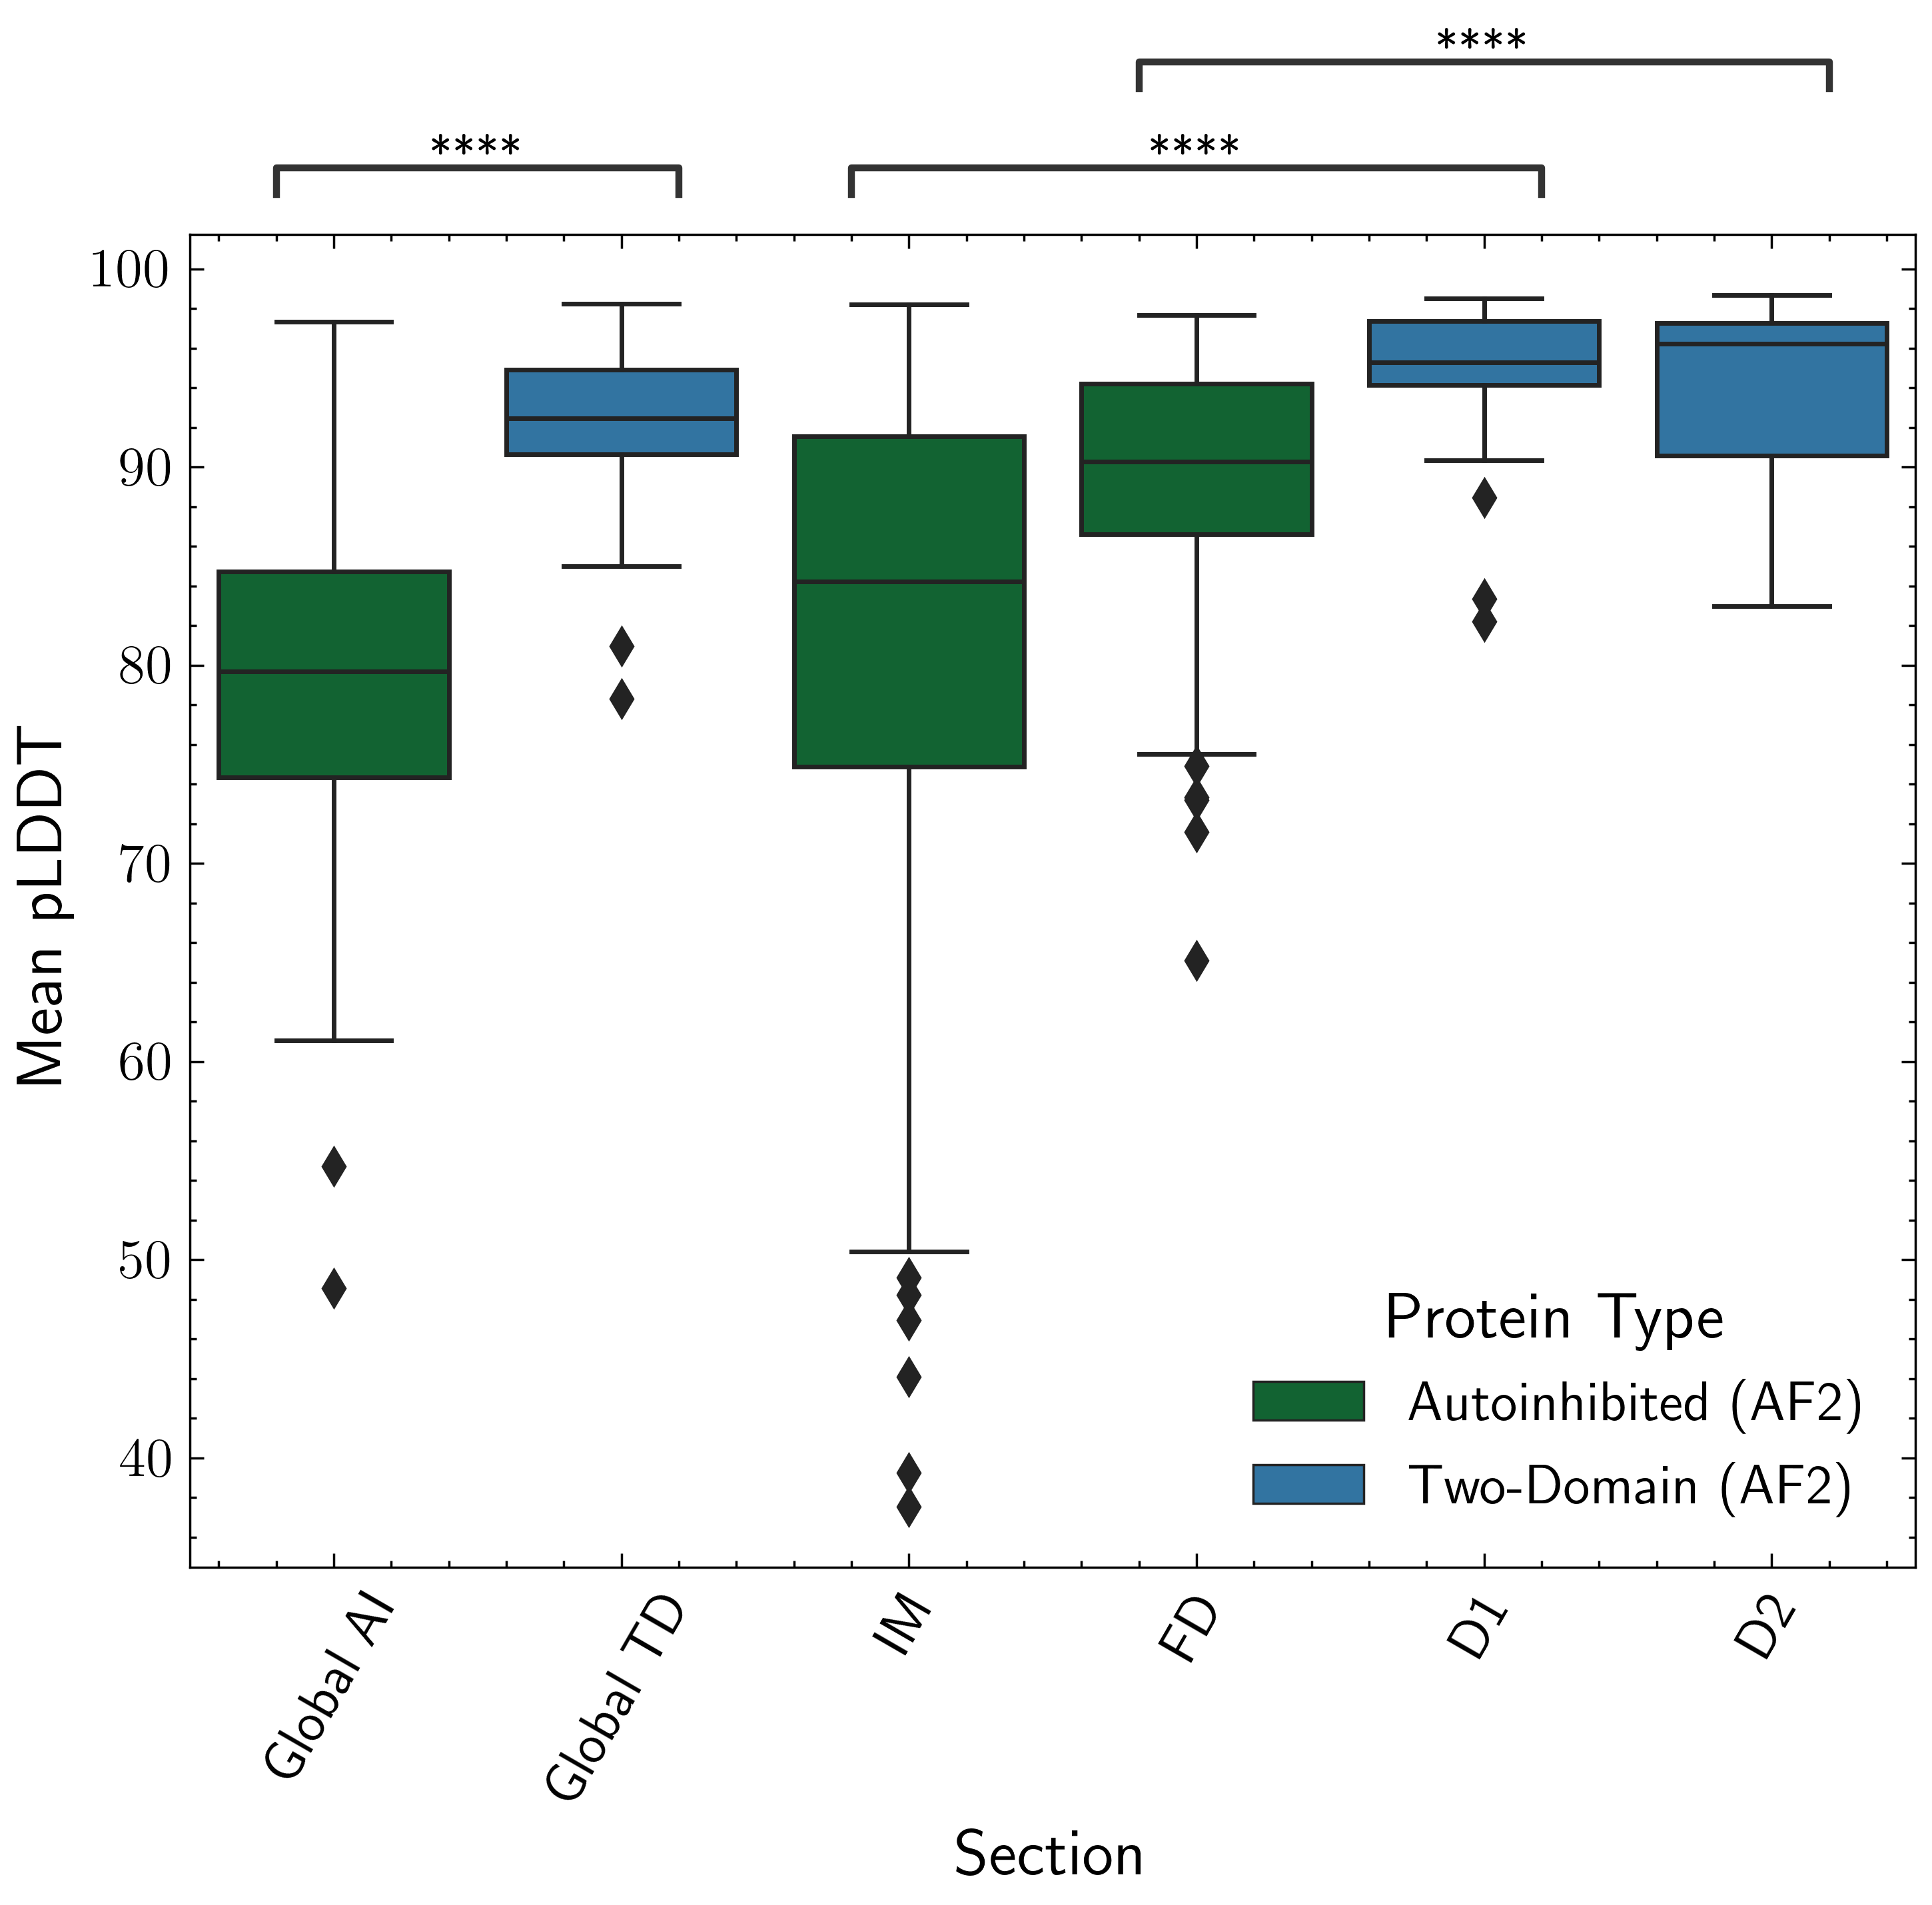 ****
**** ****
100
90
80
70
60
50
40
Mean pLDDT
Protein Type
Autoinhibited (AF2)
Two-Domain (AF2)
Global AI
Global TD
IM
FD
D1
D2
Section